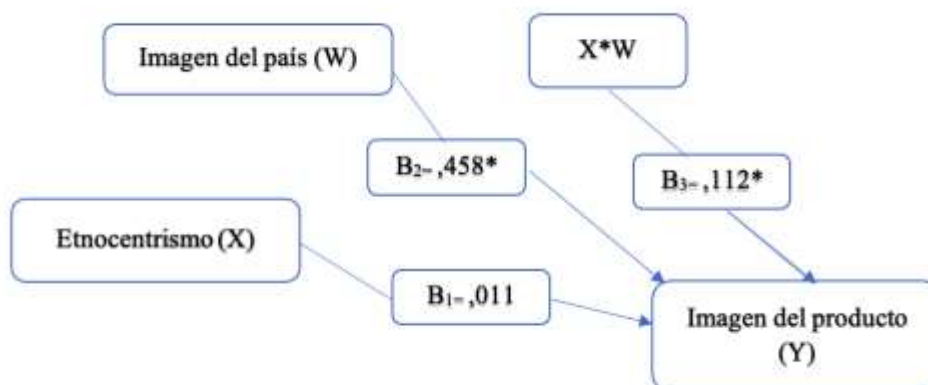 Imagen del país (W)
X*W
B2= ,458*
B3= ,112*
Etnocentrismo (X)
B1= ,011
Imagen del producto
(Y)